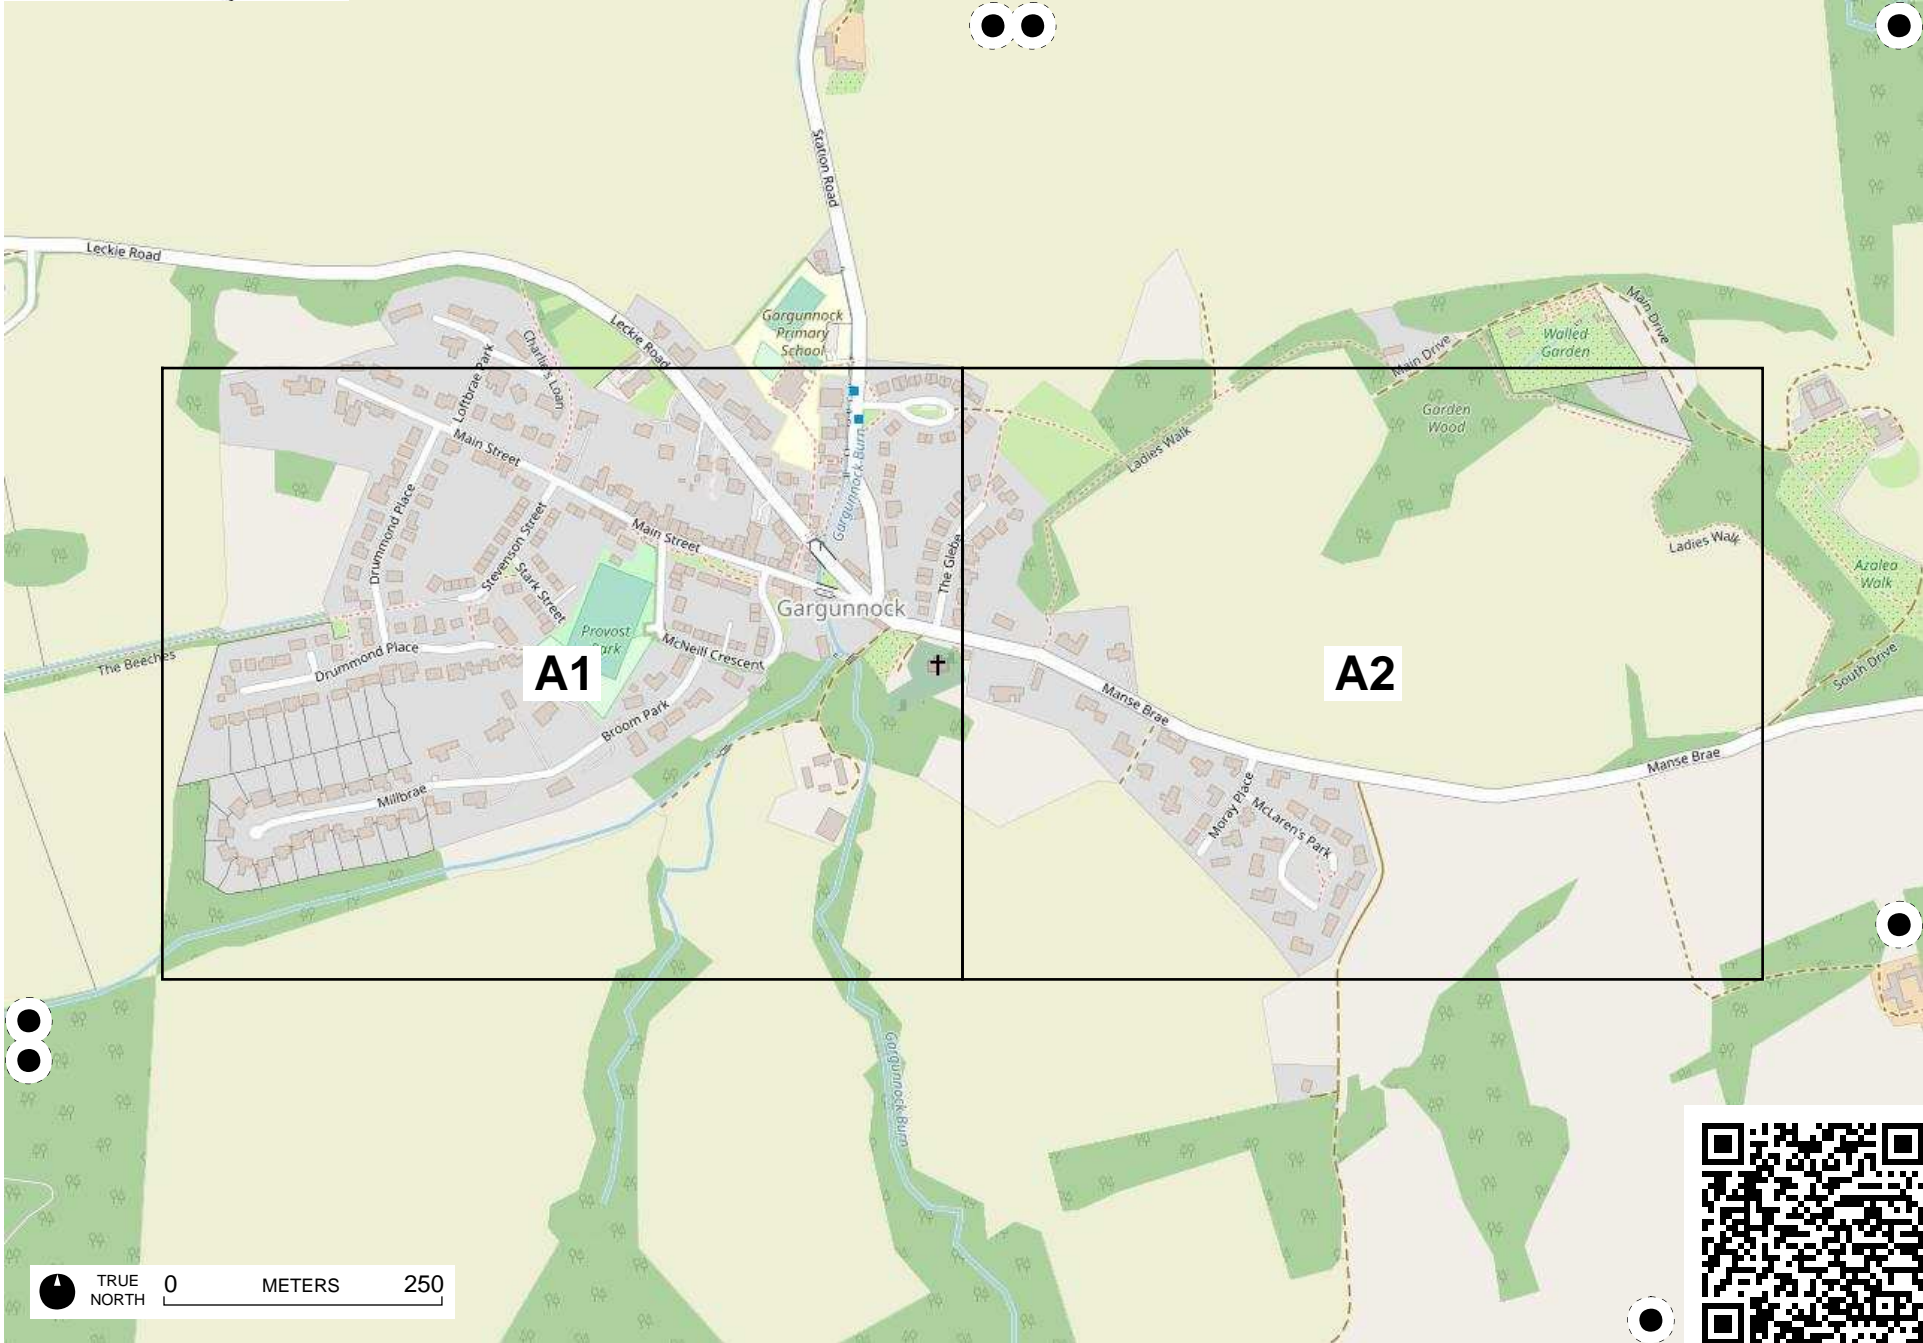 Station Road
Leckie Road
Leckie Road
Gargunnock
Primary
School
Charlie's Loan
Loftbrae Park
Main Drive
Walled
Garden
Main Drive
Garden
Wood
Main Street
Ladies Walk
Gargunnock Burn
Drummond Place
Stevenson Street
Main Street
Ladies Walk
Stark Street
The Glebe
Azalea
Walk
Gargunnock
Provost
Park
McNeill Crescent
The Beeches
Drummond Place
A1
A2
South Drive
Manse Brae
Broom Park
Manse Brae
Millbrae
Moray Place
McLaren's Park
Gargunnock Burn
TRUE
NORTH
0 METERS 250